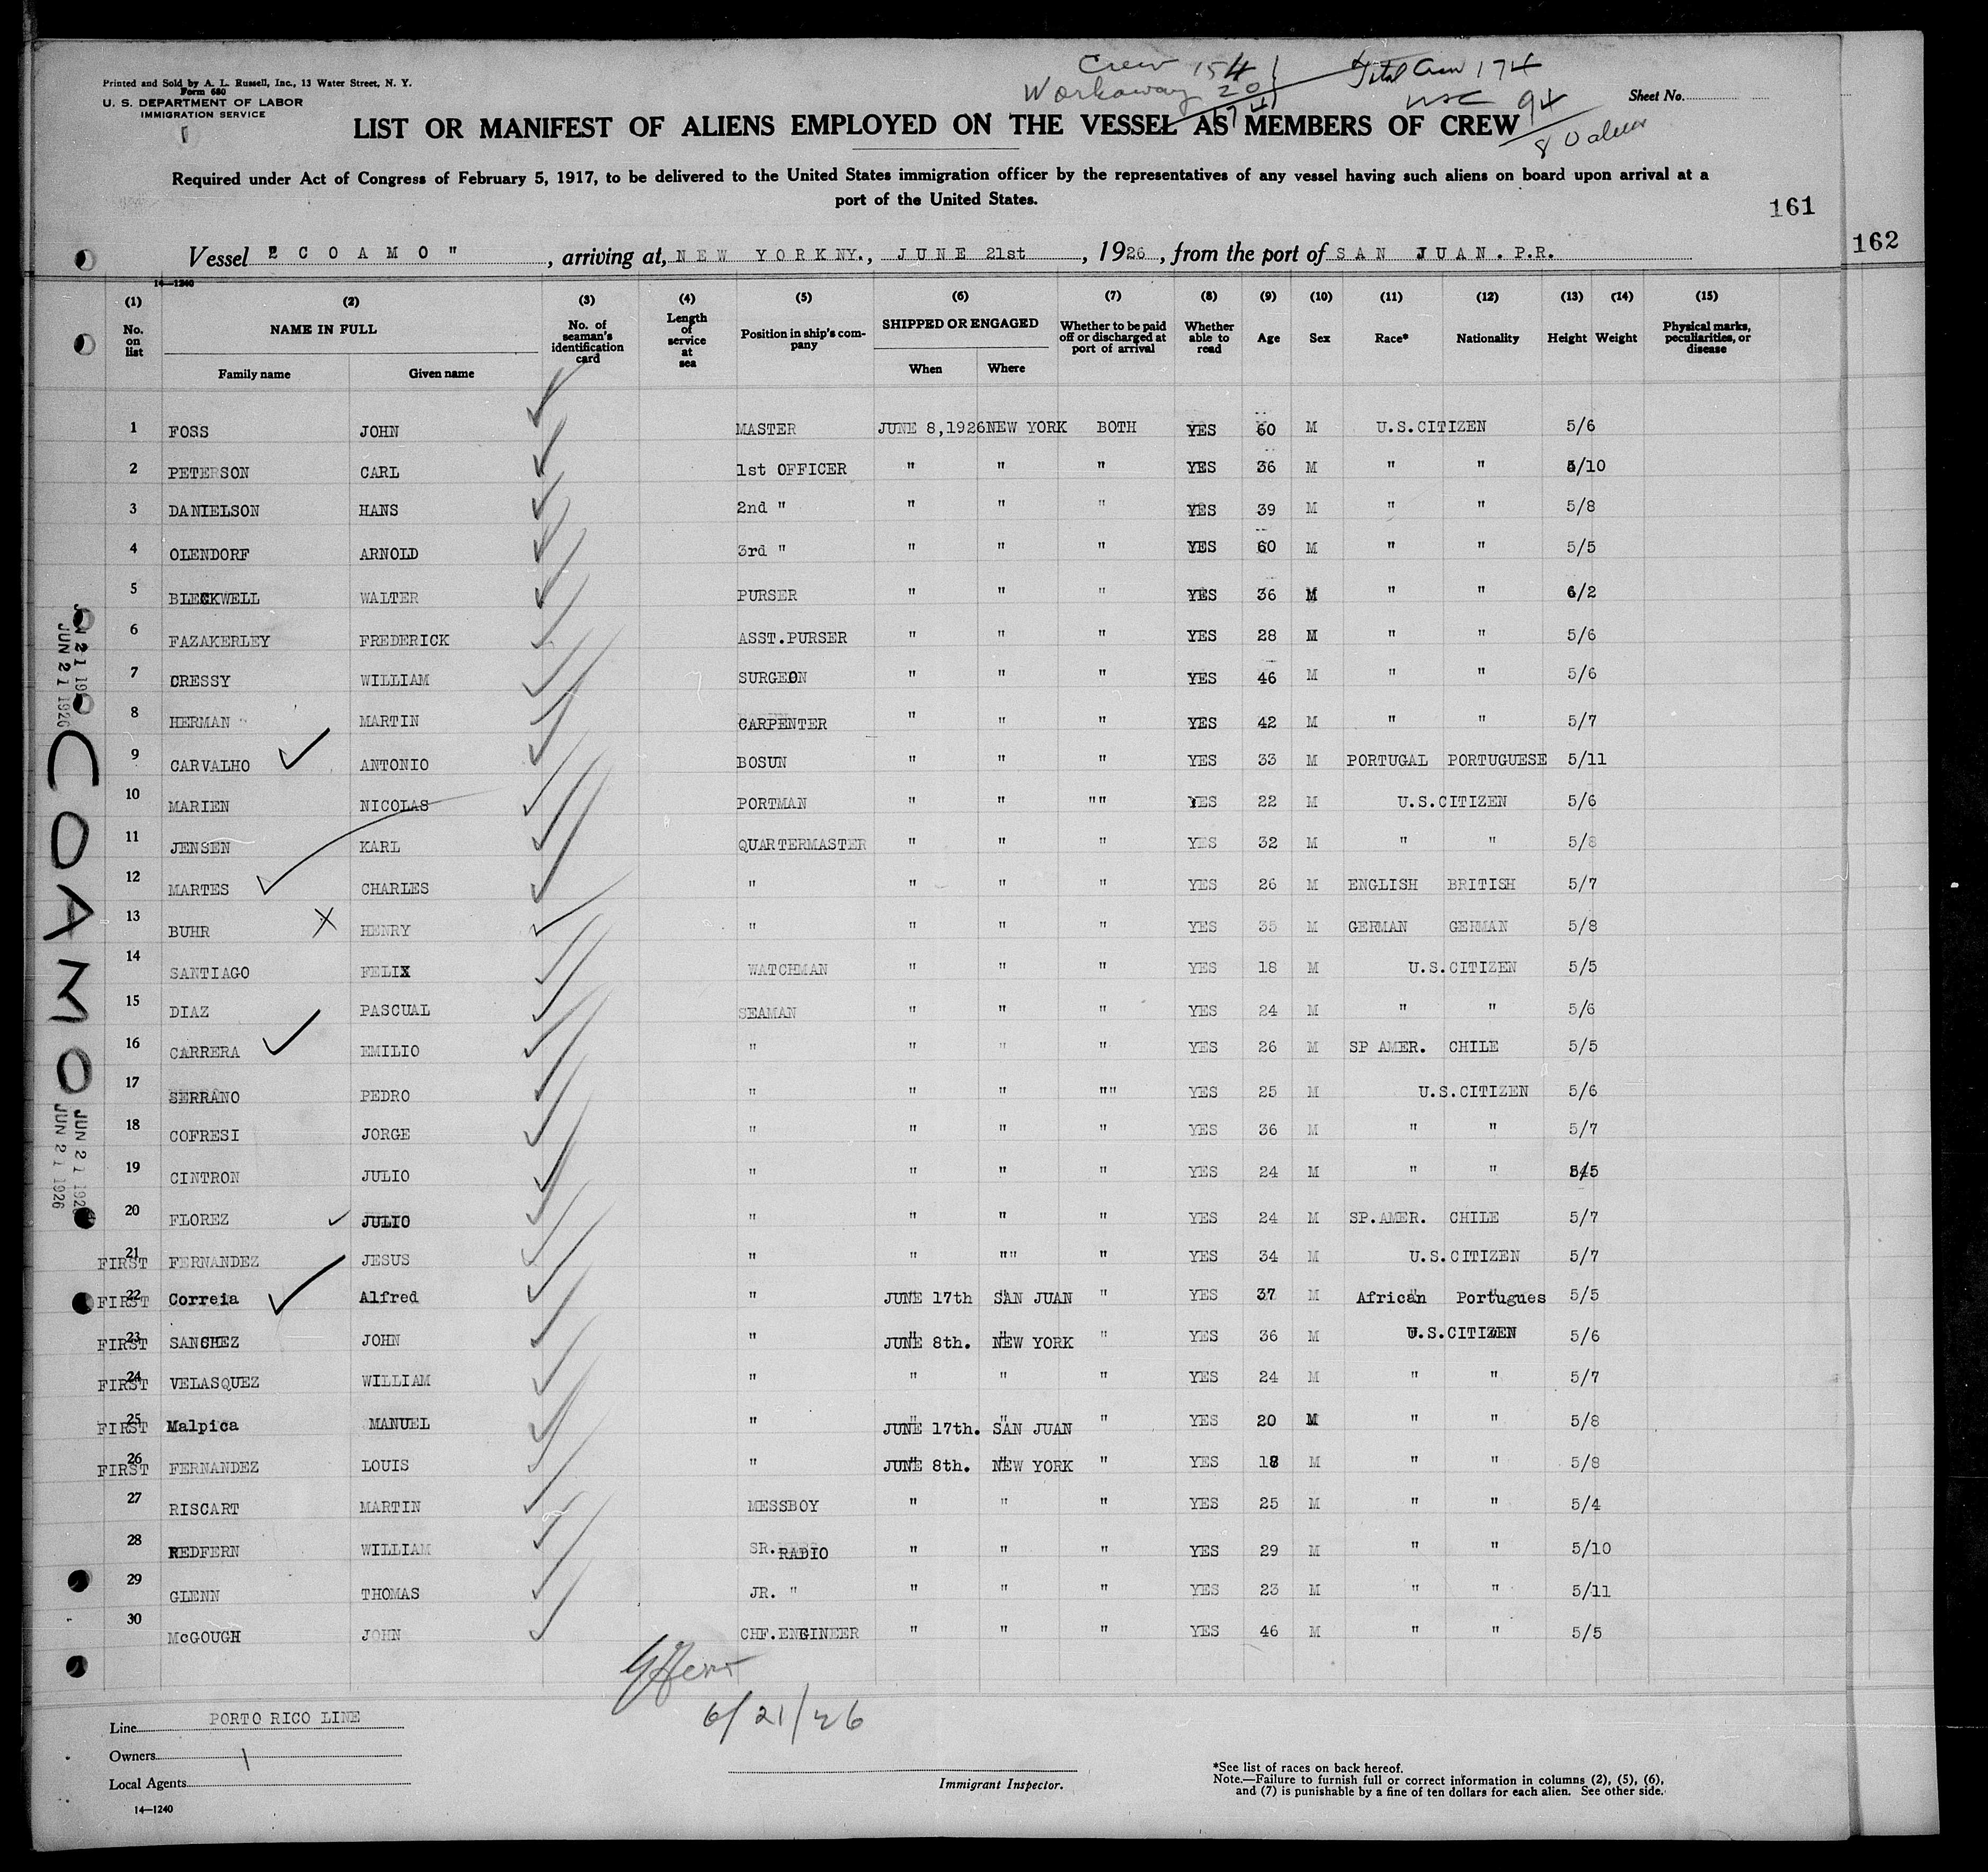 Crew 154
Total Crew 174
Workaway 20
174
USC 94
80 aliens
Printed and Sold by A. L. Russell, Inc., 13 Water Street, N. Y.
Form 680
U. S. DEPARTMENT OF LABOR
IMMIGRATION SERVICE
Sheet No.
LIST OR MANIFEST OF ALIENS EMPLOYED ON THE VESSEL AS MEMBERS OF CREW
Required under Act of Congress of February 5, 1917, to be delivered to the United States immigration officer by the representatives of any vessel having such aliens on board upon arrival at a
port of the United States.
161
162
Vessel "COAMO", arriving at, NEW YORK NY., JUNE 21st, 1926, from the port of SAN JUAN. P.R.
14—1240
(1) (2) (3) (4) (5) (6) (7) (8) (9) (10) (11) (12) (13) (14) (15)
No. on list NAME IN FULL No. of seaman's identification card Length of service at sea Position in ship's company SHIPPED OR ENGAGED Whether to be paid off or discharged at port of arrival Whether able to read Age Sex Race* Nationality Height Weight Physical marks, peculiarities, or disease
Family name Given name When Where
1 FOSS JOHN MASTER JUNE 8,1926 NEW YORK BOTH YES 60 M U.S.CITIZEN 5/6
2 PETERSON CARL 1st OFFICER " " " YES 36 M " " 5/10
3 DANIELSON HANS 2nd " " " " YES 39 M " " 5/8
4 OLENDORF ARNOLD 3rd " " " " YES 60 M " " 5/5
5 BLECKWELL WALTER PURSER " " " YES 36 M " " 6/2
6 FAZAKERLEY FREDERICK ASST.PURSER " " " YES 28 M " " 5/6
7 CRESSY WILLIAM SURGEON " " " YES 46 M " " 5/6
8 HERMAN MARTIN CARPENTER " " " YES 42 M " " 5/7
9 CARVALHO ANTONIO BOSUN " " " YES 33 M PORTUGAL PORTUGUESE 5/11
10 MARIEN NICOLAS PORTMAN " " "" YES 22 M U.S.CITIZEN 5/6
11 JENSEN KARL QUARTERMASTER " " " YES 32 M " " 5/8
12 MARTES CHARLES " " " " YES 26 M ENGLISH BRITISH 5/7
13 BUHR X HENRY " " " " YES 35 M GERMAN GERMAN 5/8
14 SANTIAGO FELIX WATCHMAN " " " YES 18 M U.S.CITIZEN 5/5
15 DIAZ PASCUAL SEAMAN " " " YES 24 M " " 5/6
16 CARRERA EMILIO " " " " YES 26 M SP AMER. CHILE 5/5
17 SERRANO PEDRO " " " "" YES 25 M U.S.CITIZEN 5/6
18 COFRESI JORGE " " " " YES 36 M " " 5/7
19 CINTRON JULIO " " " " YES 24 M " " 5/5
20 FLOREZ JULIO " " " " YES 24 M SP.AMER. CHILE 5/7
21 FIRST FERNANDEZ JESUS " " "" " YES 34 M U.S.CITIZEN 5/7
22 FIRST Correia Alfred " JUNE 17th SAN JUAN " YES 37 M African Portugues 5/5
23 FIRST SANCHEZ JOHN " JUNE 8th. NEW YORK " YES 36 M U.S.CITIZEN 5/6
24 FIRST VELASQUEZ WILLIAM " " " " YES 24 M " " 5/7
25 FIRST Malpica MANUEL " JUNE 17th. SAN JUAN " YES 20 M " " 5/8
26 FIRST FERNANDEZ LOUIS " JUNE 8th. NEW YORK " YES 18 M " " 5/8
27 RISCART MARTIN MESSBOY " " " YES 25 M " " 5/4
28 REDFERN WILLIAM SR.RADIO " " " YES 29 M " " 5/10
29 GLENN THOMAS JR. " " " " YES 23 M " " 5/11
30 McGOUGH JOHN CHF.ENGINEER " " " YES 46 M " " 5/5
JUN 21 1926
JUN 21 1926
COAMO
JUN 21 1926
JUN 21 1926
6/21/26
Line PORTO RICO LINE
Owners
Local Agents
14—1240
Immigrant Inspector.
*See list of races on back hereof.
Note.—Failure to furnish full or correct information in columns (2), (5), (6),
and (7) is punishable by a fine of ten dollars for each alien. See other side.